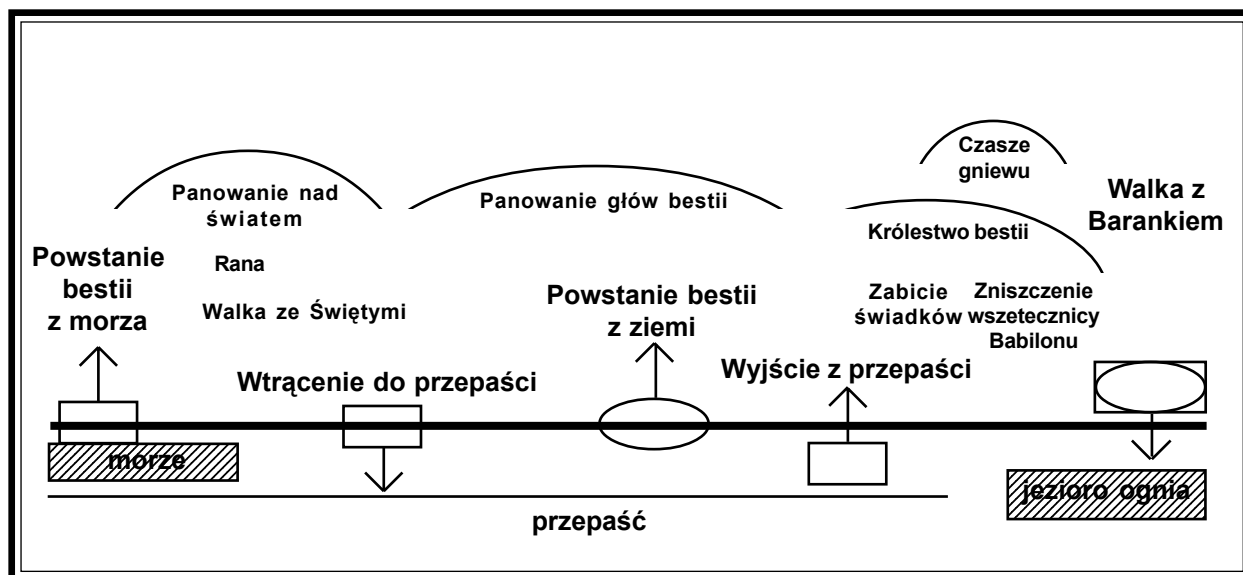 Czasze
gniewu
Panowanie nad
światem
Panowanie głów bestii
Walka z
Barankiem
Królestwo bestii
Powstanie
bestii
z morza
Rana
Walka ze Świętymi
Powstanie bestii
z ziemi
Zabicie
świadków
Zniszczenie
wszetecznicy
Babilonu
Wtrącenie do przepaści
Wyjście z przepaści
morze
jezioro ognia
przepaść